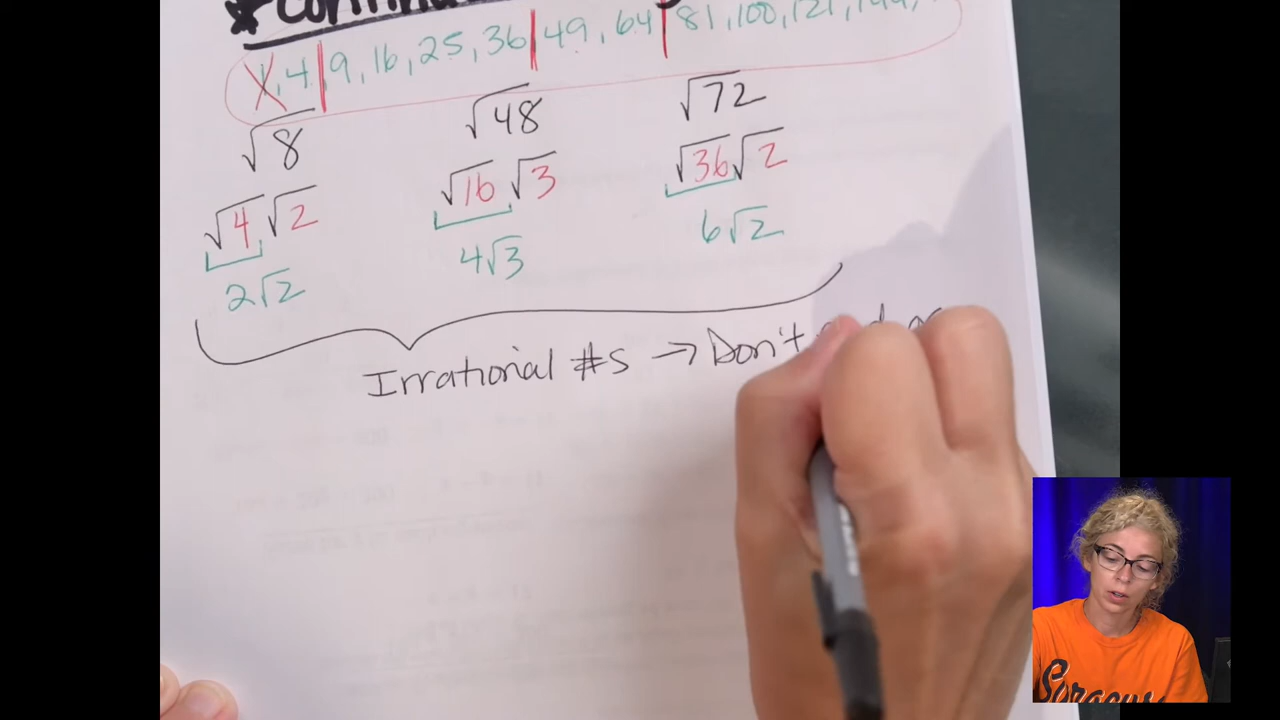 1, 4, 9, 16, 25, 36, 49, 64, 81, 100, 121, 144,
√8 √48 √72
√4 √2 √16 √3 √36 √2
2√2 4√3 6√2
Irrational #s → Don't